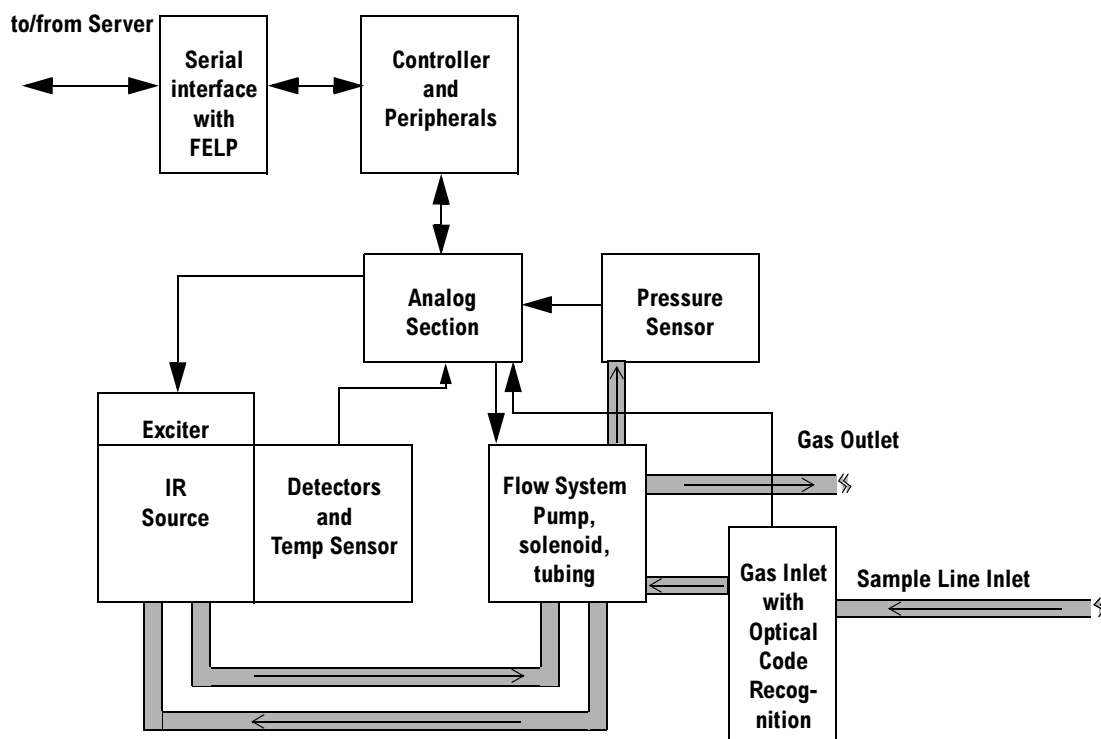 to/from Server
Serial
interface
with
FELP
Controller
and
Peripherals
Analog
Section
Pressure
Sensor
Exciter
IR
Source
Detectors
and
Temp Sensor
Flow System
Pump,
solenoid,
tubing
Gas Outlet
Gas Inlet
with
Optical
Code
Recog-
nition
Sample Line Inlet